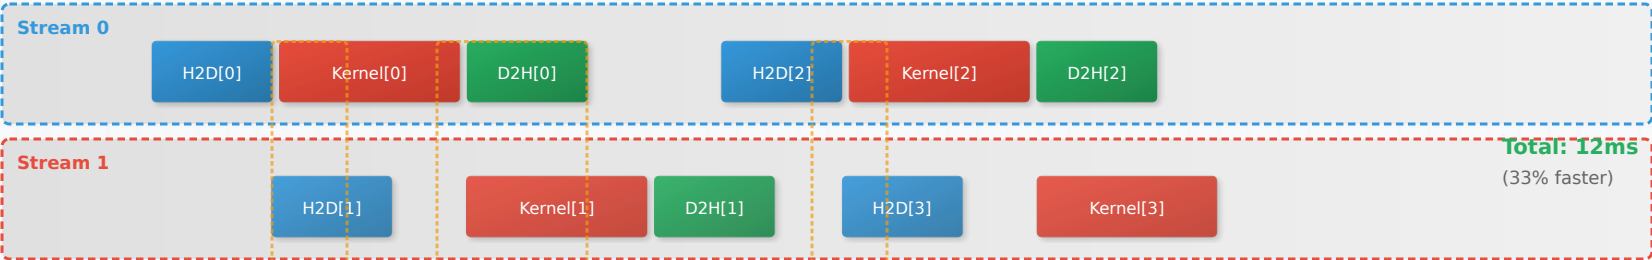 Stream 0
H2D[0]
Kernel[0]
D2H[0]
H2D[2]
Kernel[2]
D2H[2]
Stream 1
H2D[1]
Kernel[1]
D2H[1]
H2D[3]
Kernel[3]
Total: 12ms
(33% faster)